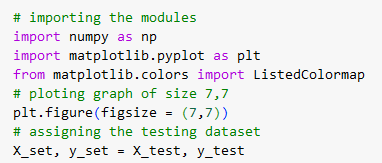 # importing the modules
import numpy as np
import matplotlib.pyplot as plt
from matplotlib.colors import ListedColormap
# ploting graph of size 7,7
plt.figure(figsize = (7,7))
# assigning the testing dataset
X_set, y_set = X_test, y_test